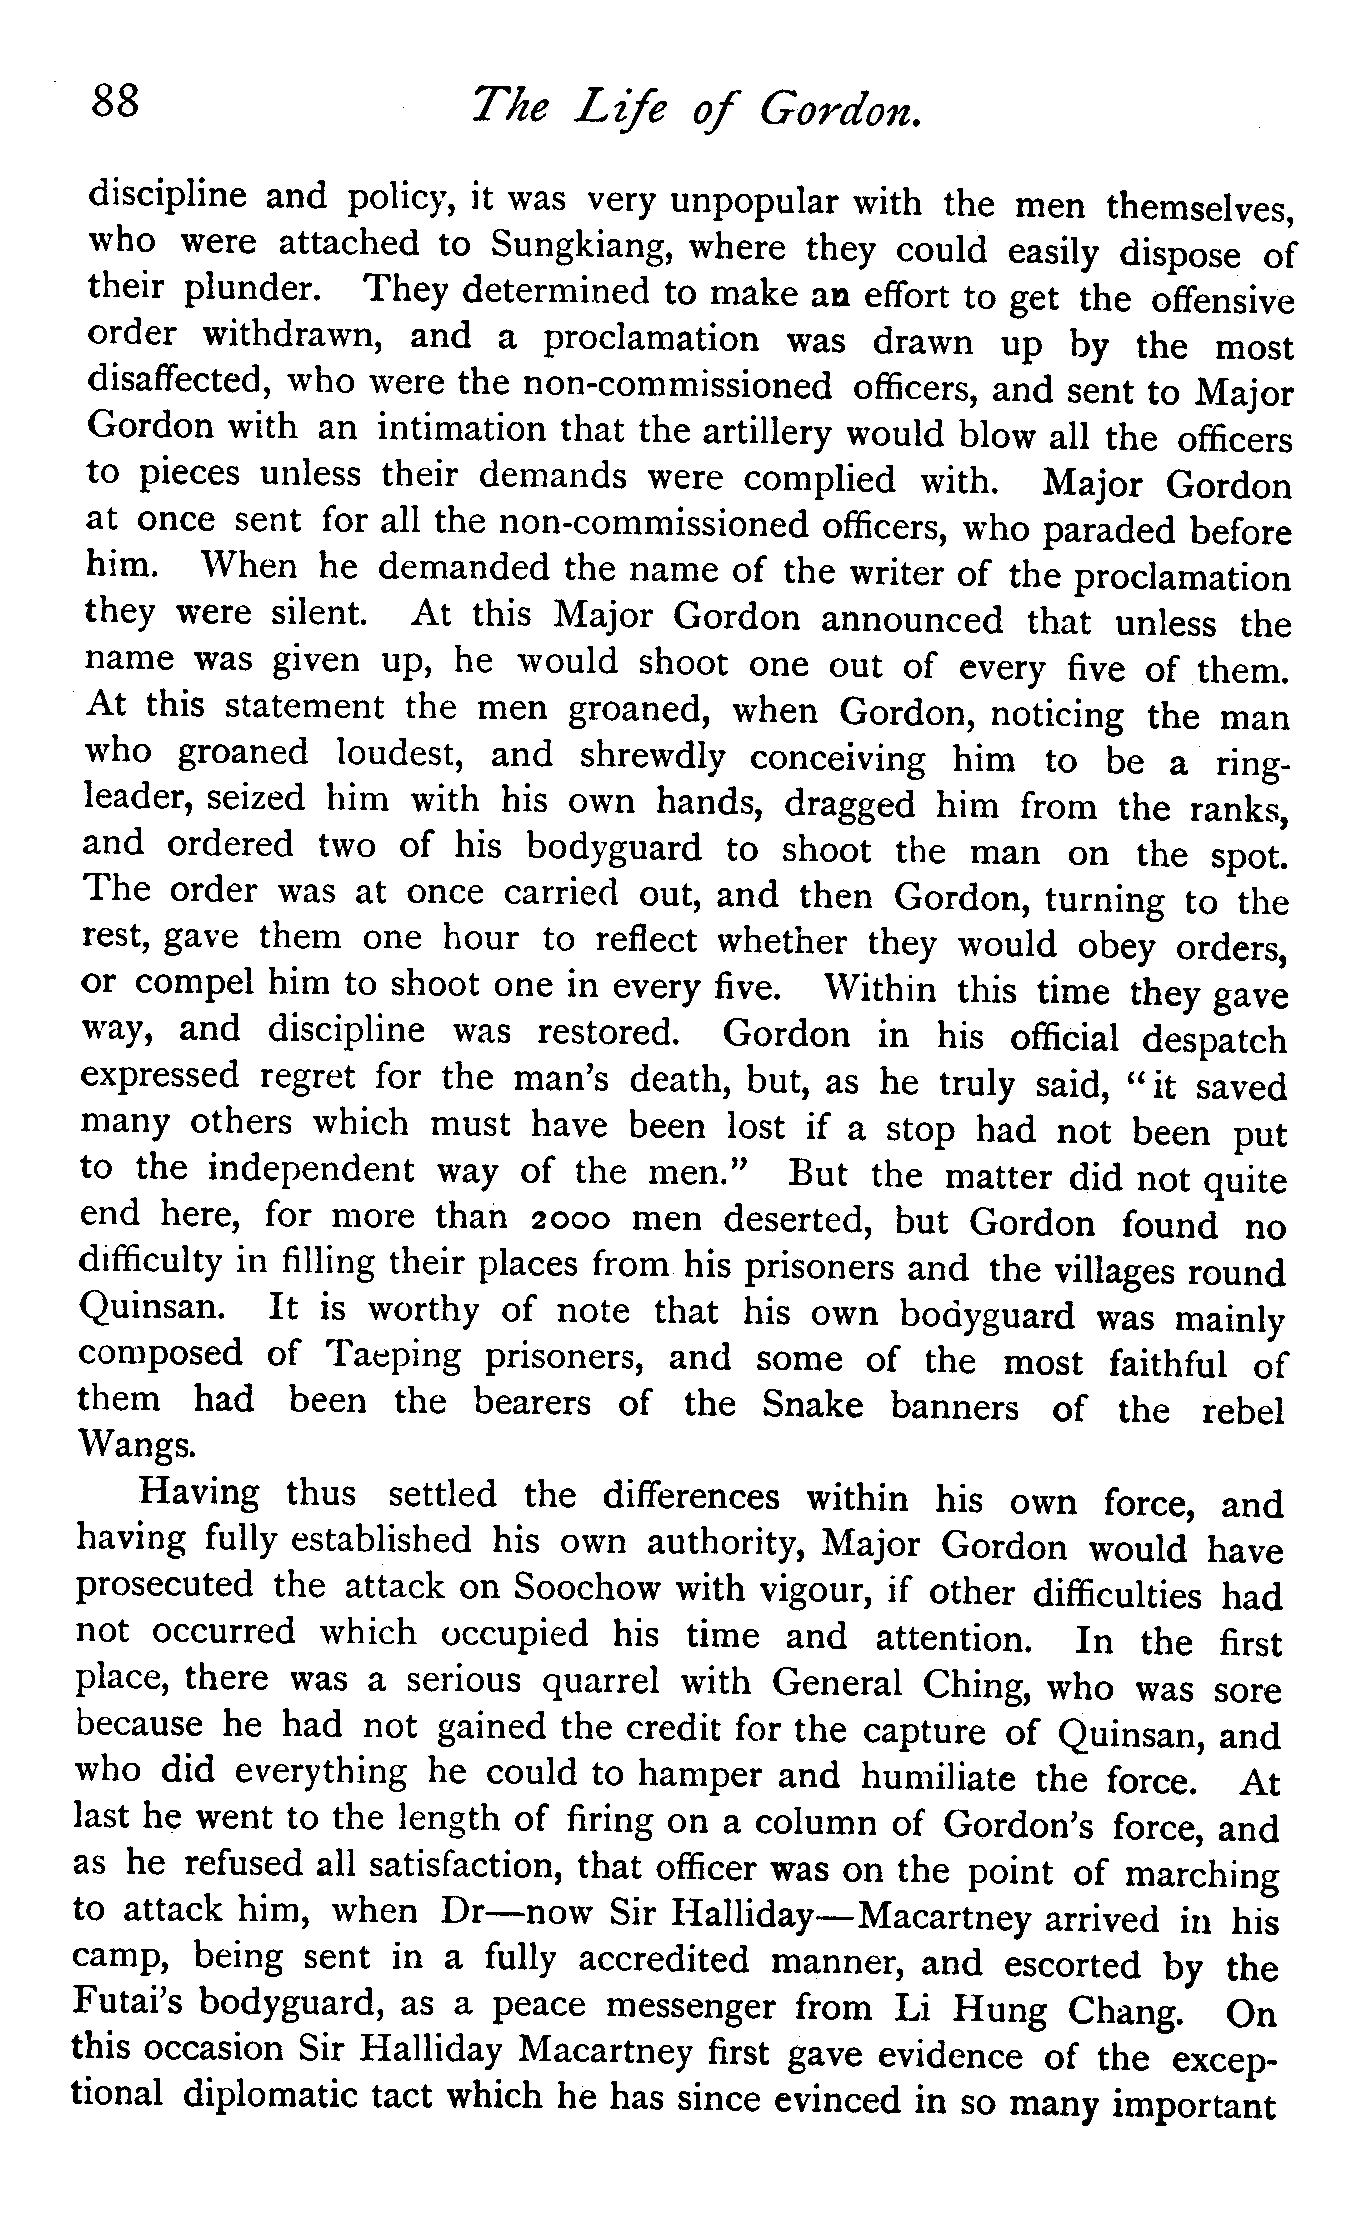 88 The Life of Gordon.
discipline and policy, it was very unpopular with the men themselves,
who were attached to Sungkiang, where they could easily dispose of
their plunder. They determined to make an effort to get the offensive
order withdrawn, and a proclamation was drawn up by the most
disaffected, who were the non-commissioned officers, and sent to Major
Gordon with an intimation that the artillery would blow all the officers
to pieces unless their demands were complied with. Major Gordon
at once sent for all the non-commissioned officers, who paraded before
him. When he demanded the name of the writer of the proclamation
they were silent. At this Major Gordon announced that unless the
name was given up, he would shoot one out of every five of them.
At this statement the men groaned, when Gordon, noticing the man
who groaned loudest, and shrewdly conceiving him to be a ring-
leader, seized him with his own hands, dragged him from the ranks,
and ordered two of his bodyguard to shoot the man on the spot.
The order was at once carried out, and then Gordon, turning to the
rest, gave them one hour to reflect whether they would obey orders,
or compel him to shoot one in every five. Within this time they gave
way, and discipline was restored. Gordon in his official despatch
expressed regret for the man's death, but, as he truly said, "it saved
many others which must have been lost if a stop had not been put
to the independent way of the men." But the matter did not quite
end here, for more than 2000 men deserted, but Gordon found no
difficulty in filling their places from his prisoners and the villages round
Quinsan. It is worthy of note that his own bodyguard was mainly
composed of Taeping prisoners, and some of the most faithful of
them had been the bearers of the Snake banners of the rebel
Wangs.
Having thus settled the differences within his own force, and
having fully established his own authority, Major Gordon would have
prosecuted the attack on Soochow with vigour, if other difficulties had
not occurred which occupied his time and attention. In the first
place, there was a serious quarrel with General Ching, who was sore
because he had not gained the credit for the capture of Quinsan, and
who did everything he could to hamper and humiliate the force. At
last he went to the length of firing on a column of Gordon's force, and
as he refused all satisfaction, that officer was on the point of marching
to attack him, when Dr—now Sir Halliday—Macartney arrived in his
camp, being sent in a fully accredited manner, and escorted by the
Futai's bodyguard, as a peace messenger from Li Hung Chang. On
this occasion Sir Halliday Macartney first gave evidence of the excep-
tional diplomatic tact which he has since evinced in so many important